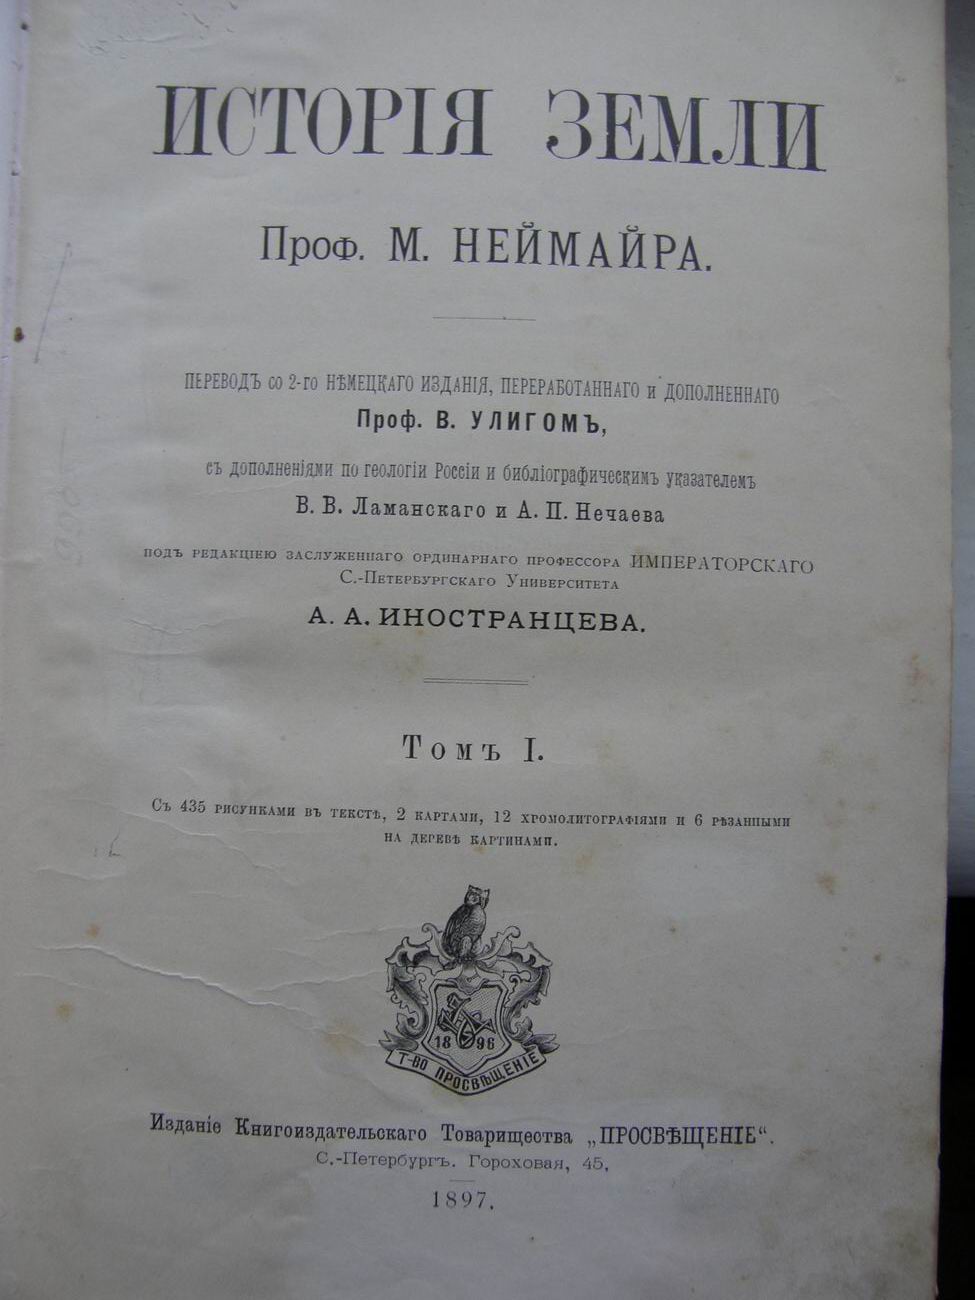 ИСТОРІЯ ЗЕМЛИ
Проф. М. НЕЙМАЙРА.
ПЕРЕВОДЪ со 2-го НѢМЕЦКАГО ИЗДАНІЯ, ПЕРЕРАБОТАННАГО и ДОПОЛНЕННАГО
Проф. В. УЛИГОМЪ,
съ дополненіями по геологіи Россіи и библіографическимъ указателемъ
В. В. Ламанскаго и А. П. Нечаева
ПОДЪ РЕДАКЦІЕЮ ЗАСЛУЖЕННАГО ОРДИНАРНАГО ПРОФЕССОРА ИМПЕРАТОРСКАГО
С.-ПЕТЕРБУРГСКАГО УНИВЕРСИТЕТА
А. А. ИНОСТРАНЦЕВА.
Томъ I.
СЪ 435 РИСУНКАМИ ВЪ ТЕКСТѢ, 2 КАРТАМИ, 12 ХРОМОЛИТОГРАФІЯМИ И 6 РѢЗАННЫМИ
НА ДЕРЕВѢ КАРТИНАМИ.
18 96
Т-ВО ПРОСВѢЩЕНІЕ
Изданіе Книгоиздательскаго Товарищества „ПРОСВѢЩЕНІЕ“.
С.-Петербургъ. Гороховая, 45.
1897.